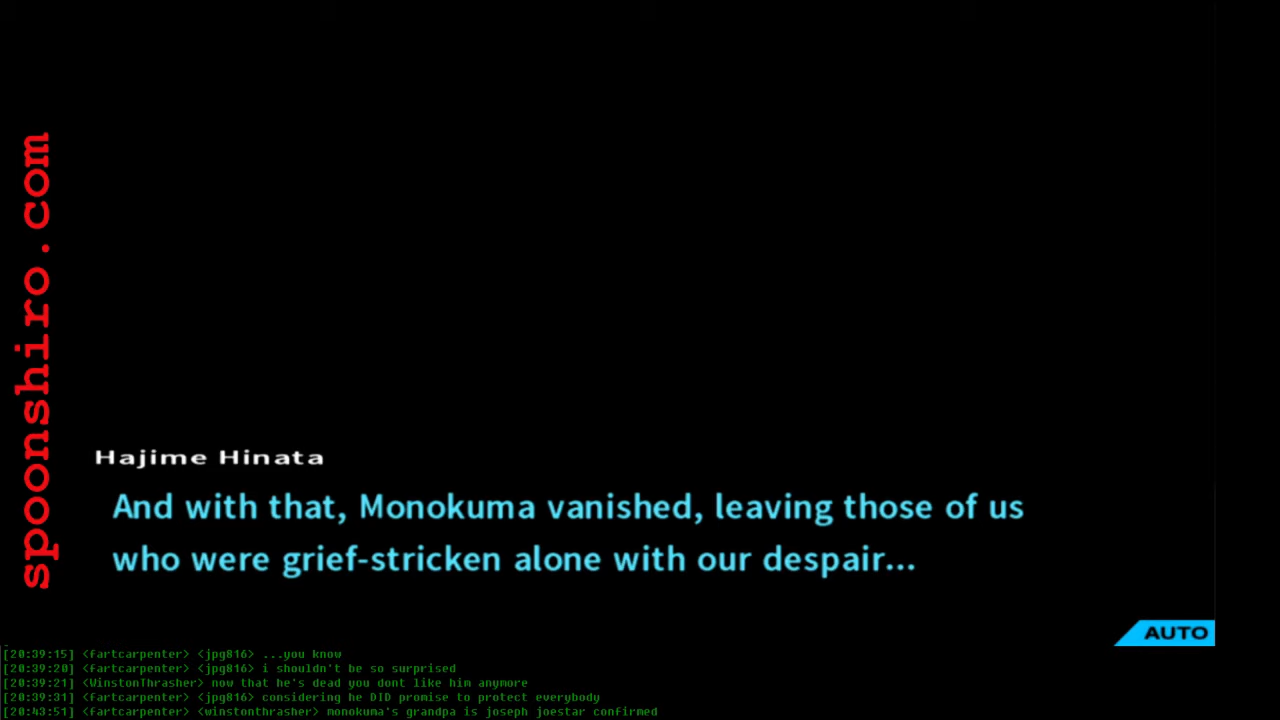 spoonshiro.com
Hajime Hinata
And with that, Monokuma vanished, leaving those of us
who were grief-stricken alone with our despair...
AUTO
[20:39:15] <fartcarpenter> <jpg816> ...you know
[20:39:20] <fartcarpenter> <jpg816> i shouldn't be so surprised
[20:39:21] <WinstonThrasher> now that he's dead you dont like him anymore
[20:39:31] <fartcarpenter> <jpg816> considering he DID promise to protect everybody
[20:43:51] <fartcarpenter> <winstonthrasher> monokuma's grandpa is joseph joestar confirmed